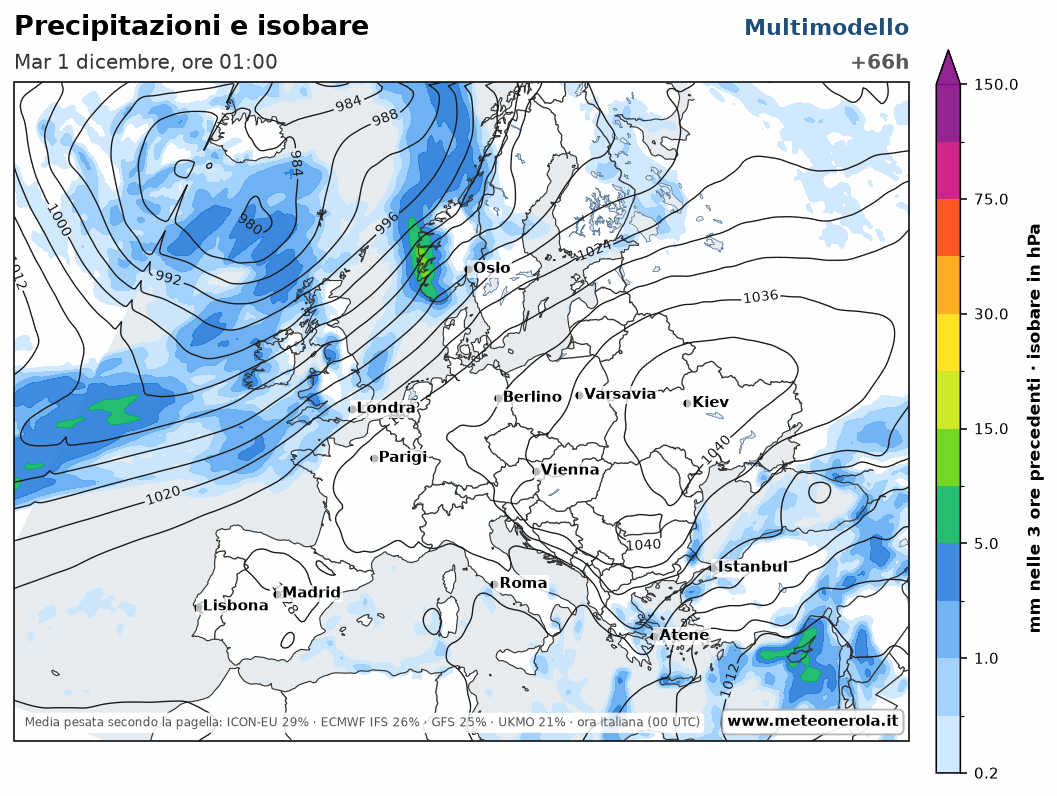 Precipitazioni e isobare
Multimodello
Mar 1 dicembre, ore 01:00
+66h
984
988
984
980
996
1000
992
1012
1024
1036
Oslo
Berlino
Varsavia
Kiev
Londra
Parigi
Vienna
1040
1020
1040
Istanbul
Roma
Madrid
Lisbona
Atene
1012
Media pesata secondo la pagella: ICON-EU 29% · ECMWF IFS 26% · GFS 25% · UKMO 21% · ora italiana (00 UTC)
www.meteonerola.it
150.0
75.0
30.0
15.0
5.0
1.0
0.2
mm nelle 3 ore precedenti · isobare in hPa